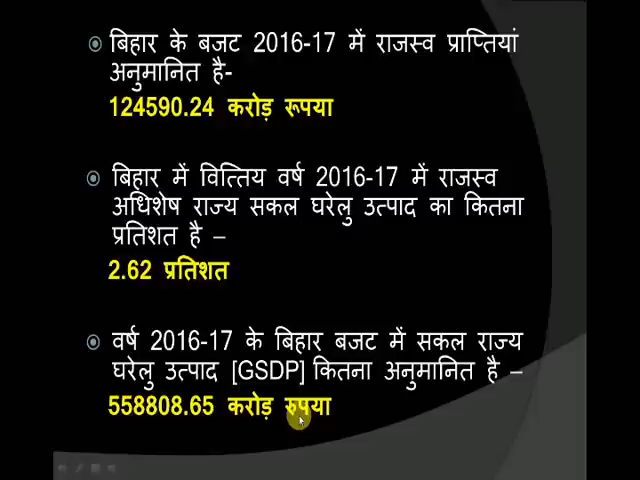 बिहार के बजट 2016-17 में राजस्व प्राप्तियां
अनुमानित है-
124590.24 करोड़ रूपया
बिहार में वित्तिय वर्ष 2016-17 में राजस्व
अधिशेष राज्य सकल घरेलु उत्पाद का कितना
प्रतिशत है –
2.62 प्रतिशत
वर्ष 2016-17 के बिहार बजट में सकल राज्य
घरेलु उत्पाद [GSDP] कितना अनुमानित है –
558808.65 करोड़ रुपया